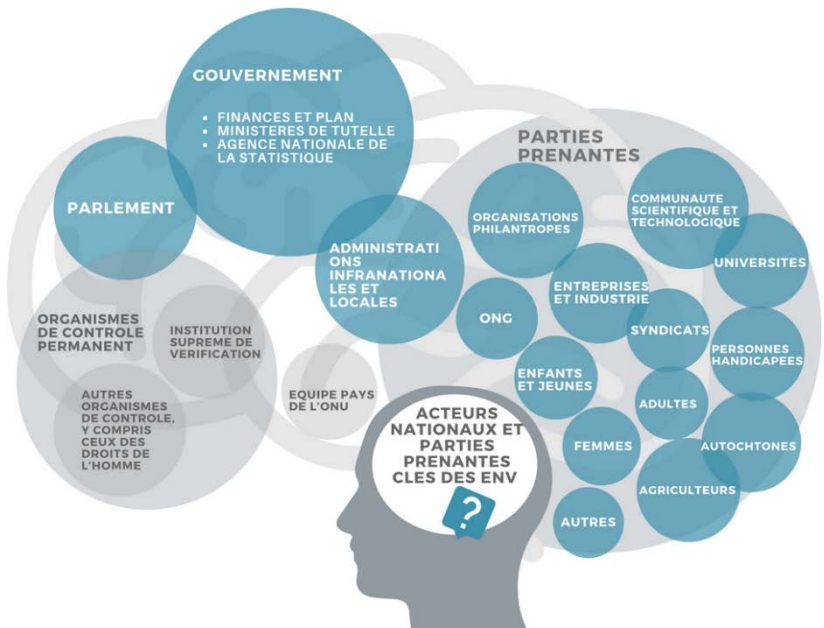 GOUVERNEMENT
• FINANCES ET PLAN
• MINISTERES DE TUTELLE
• AGENCE NATIONALE DE
LA STATISTIQUE
PARLEMENT
ADMINISTRATI
ONS
INFRANATIONA
LES ET
LOCALES
ORGANISMES
DE CONTROLE
PERMANENT
INSTITUTION
SUPREME DE
VERIFICATION
AUTRES
ORGANISMES
DE CONTROLE,
Y COMPRIS
CEUX DES
DROITS DE
L'HOMME
EQUIPE PAYS
DE L'ONU
PARTIES
PRENANTES
ORGANISATIONS
PHILANTROPES
COMMUNAUTE
SCIENTIFIQUE ET
TECHNOLOGIQUE
UNIVERSITES
ENTREPRISES
ET INDUSTRIE
ONG
SYNDICATS
PERSONNES
HANDICAPEES
ENFANTS
ET JEUNES
ADULTES
FEMMES
AUTOCHTONES
AGRICULTEURS
AUTRES
ACTEURS
NATIONAUX ET
PARTIES
PRENANTES
CLES DES ENV
?